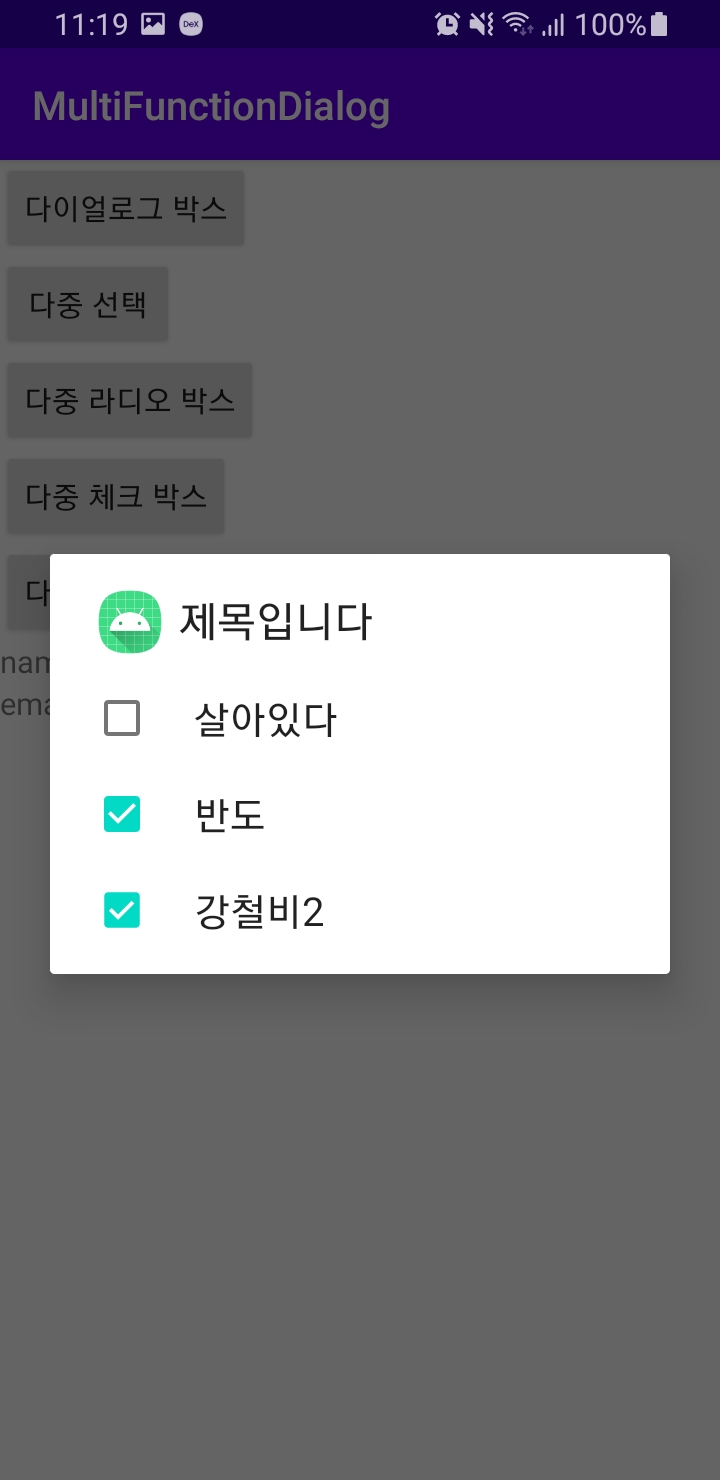 11:19 DeX 100%
MultiFunctionDialog
다이얼로그 박스
다중 선택
다중 라디오 박스
다중 체크 박스
제목입니다
살아있다
반도
강철비2